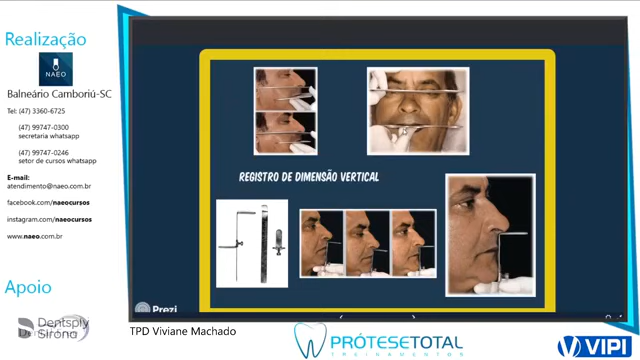 Realização
NAEO
Balneário Camboriú-SC
Tel: (47) 3360-6725
(47) 99747-0300
secretaria whatsapp
(47) 99747-0246
setor de cursos whatsapp
E-mail:
atendimento@naeo.com.br
facebook.com/naeocursos
instagram.com/naeocursos
www.naeo.com.br
Apoio
Dentsply
Sirona
REGISTRO DE DIMENSÃO VERTICAL
Prezi
TPD Viviane Machado
PRÓTESETOTAL
TREINAMENTOS
VIPI